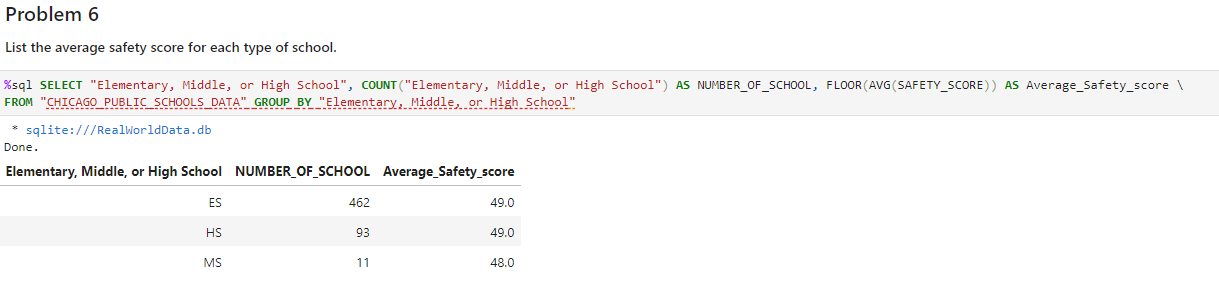 Problem 6
List the average safety score for each type of school.
%sql SELECT "Elementary, Middle, or High School", COUNT("Elementary, Middle, or High School") AS NUMBER_OF_SCHOOL, FLOOR(AVG(SAFETY_SCORE)) AS Average_Safety_score \
FROM "CHICAGO_PUBLIC_SCHOOLS_DATA" GROUP BY "Elementary, Middle, or High School"
* sqlite:///RealWorldData.db
Done.
Elementary, Middle, or High School NUMBER_OF_SCHOOL Average_Safety_score
ES 462 49.0
HS 93 49.0
MS 11 48.0